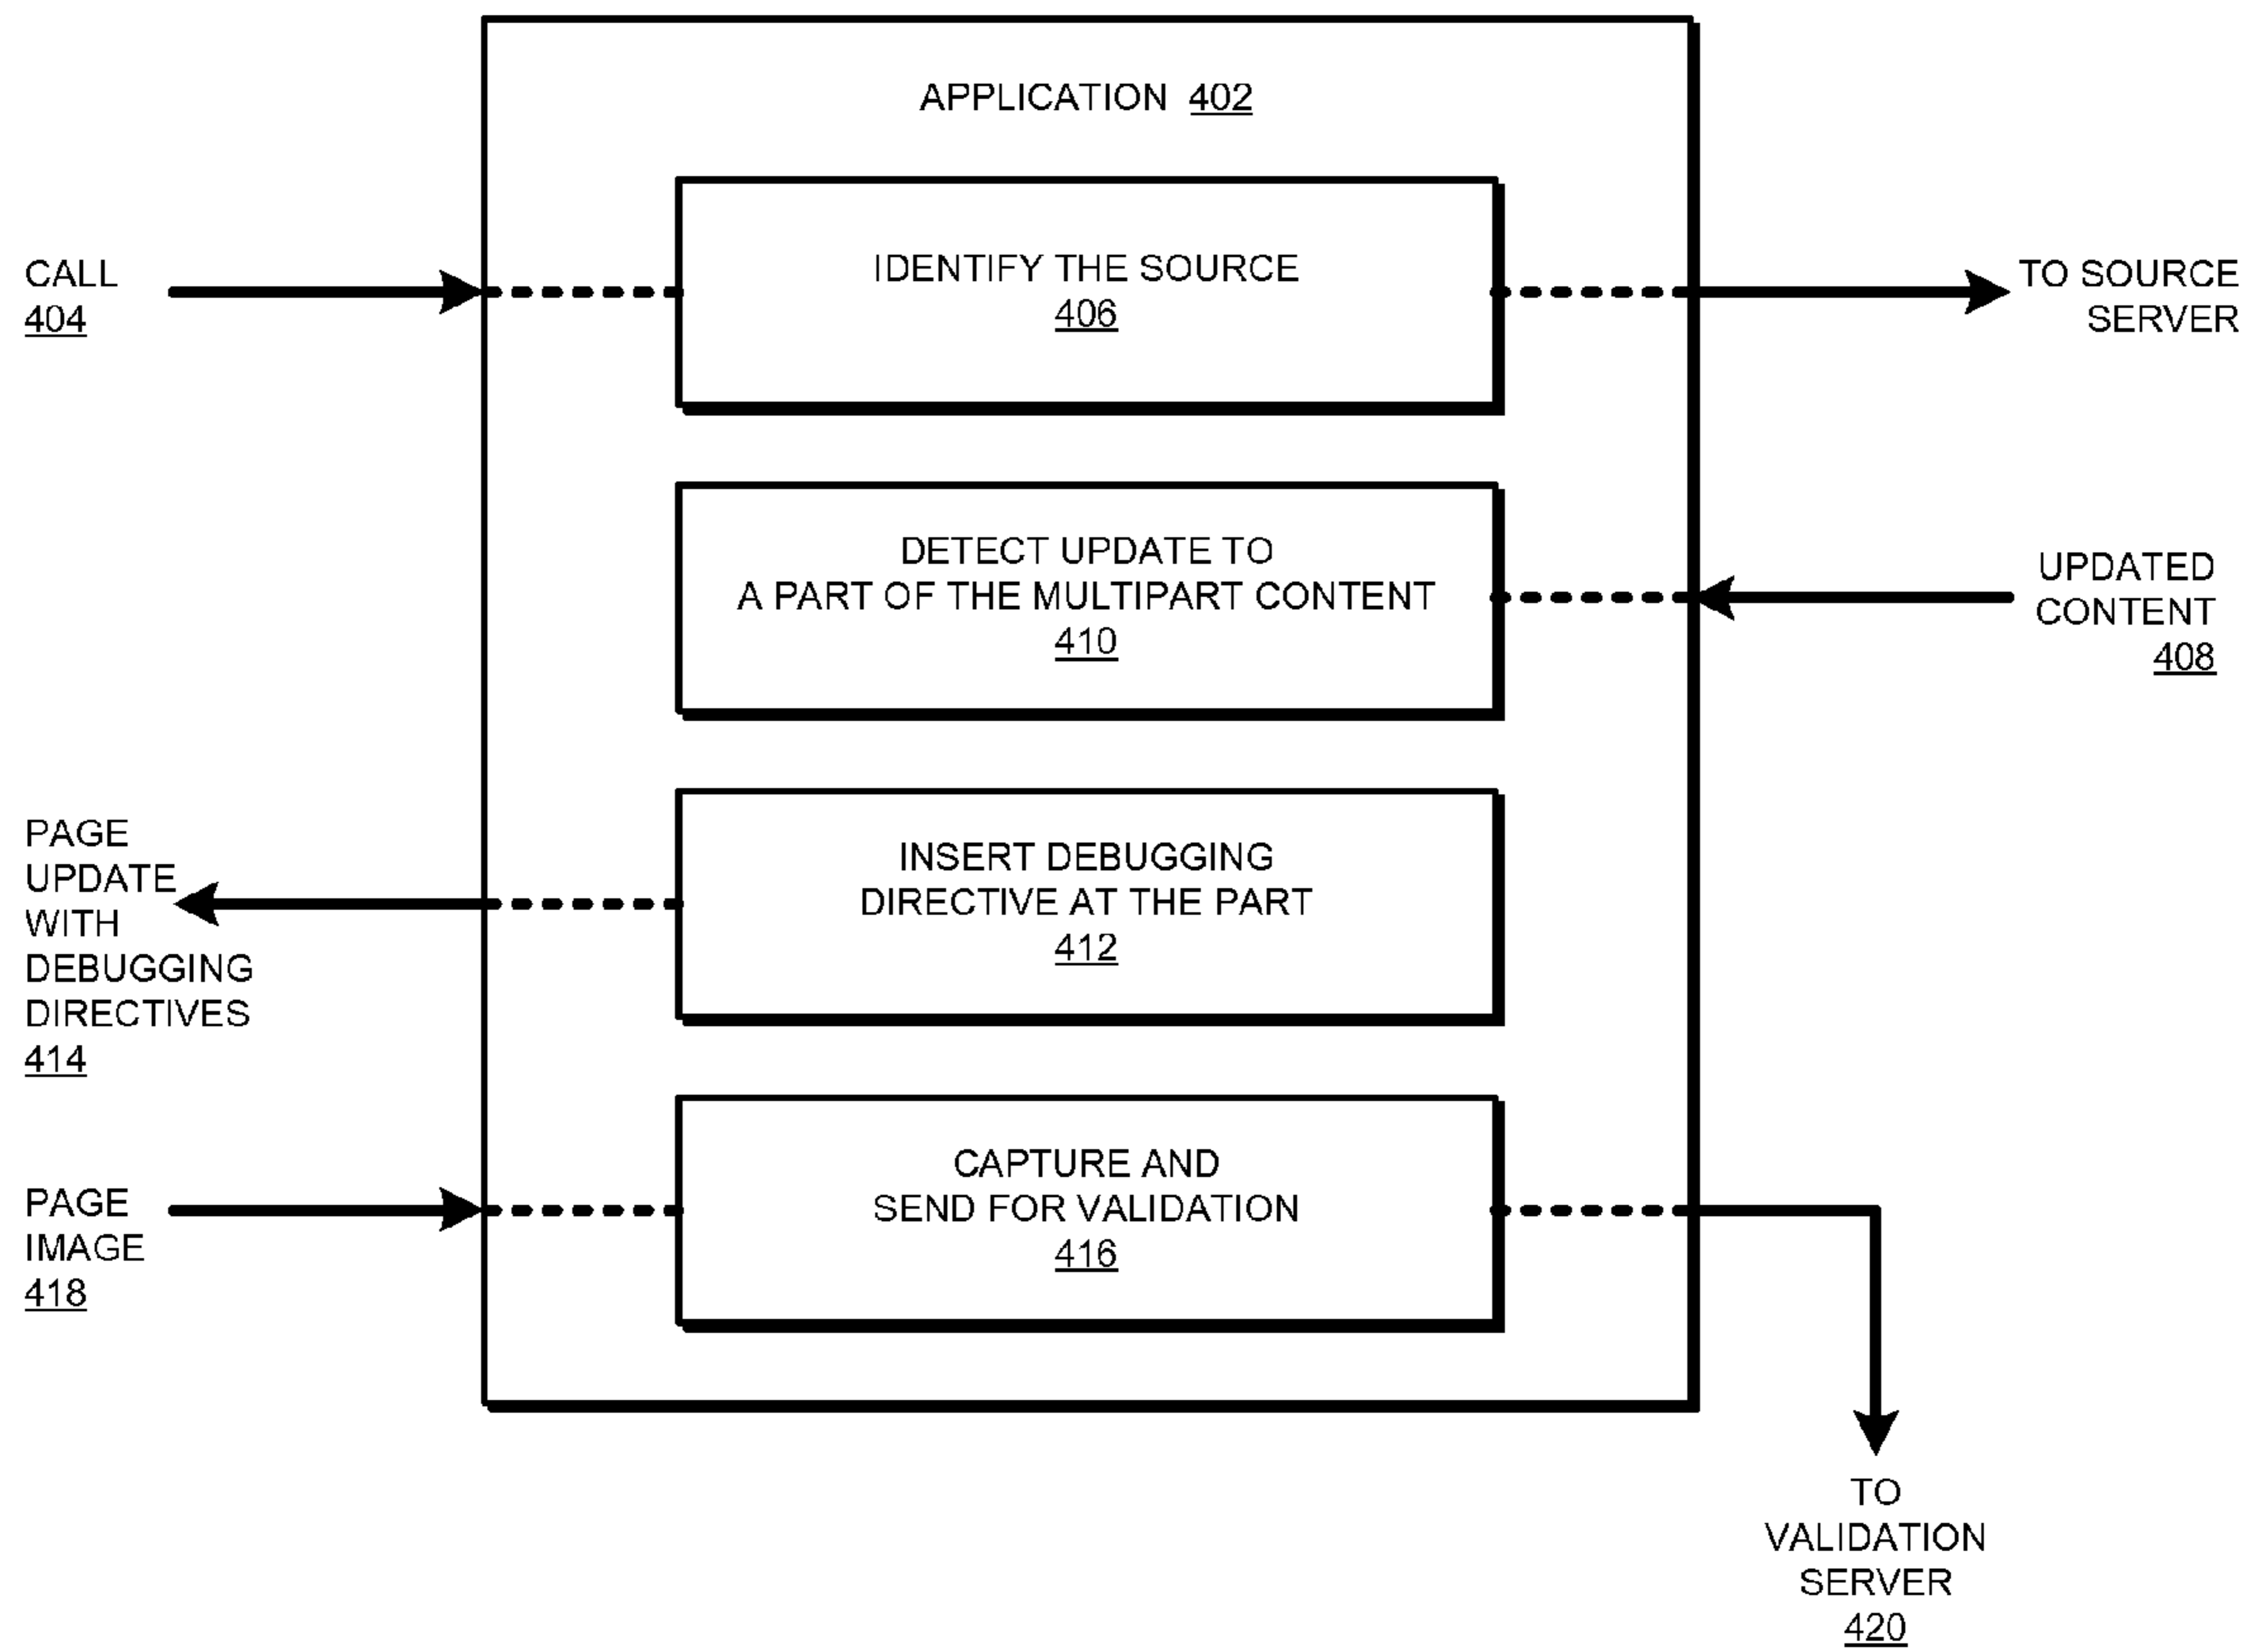 APPLICATION 402
CALL
404
IDENTIFY THE SOURCE
406
TO SOURCE
SERVER
DETECT UPDATE TO
A PART OF THE MULTIPART CONTENT
410
UPDATED
CONTENT
408
PAGE
UPDATE
WITH
DEBUGGING
DIRECTIVES
414
INSERT DEBUGGING
DIRECTIVE AT THE PART
412
PAGE
IMAGE
418
CAPTURE AND
SEND FOR VALIDATION
416
TO
VALIDATION
SERVER
420